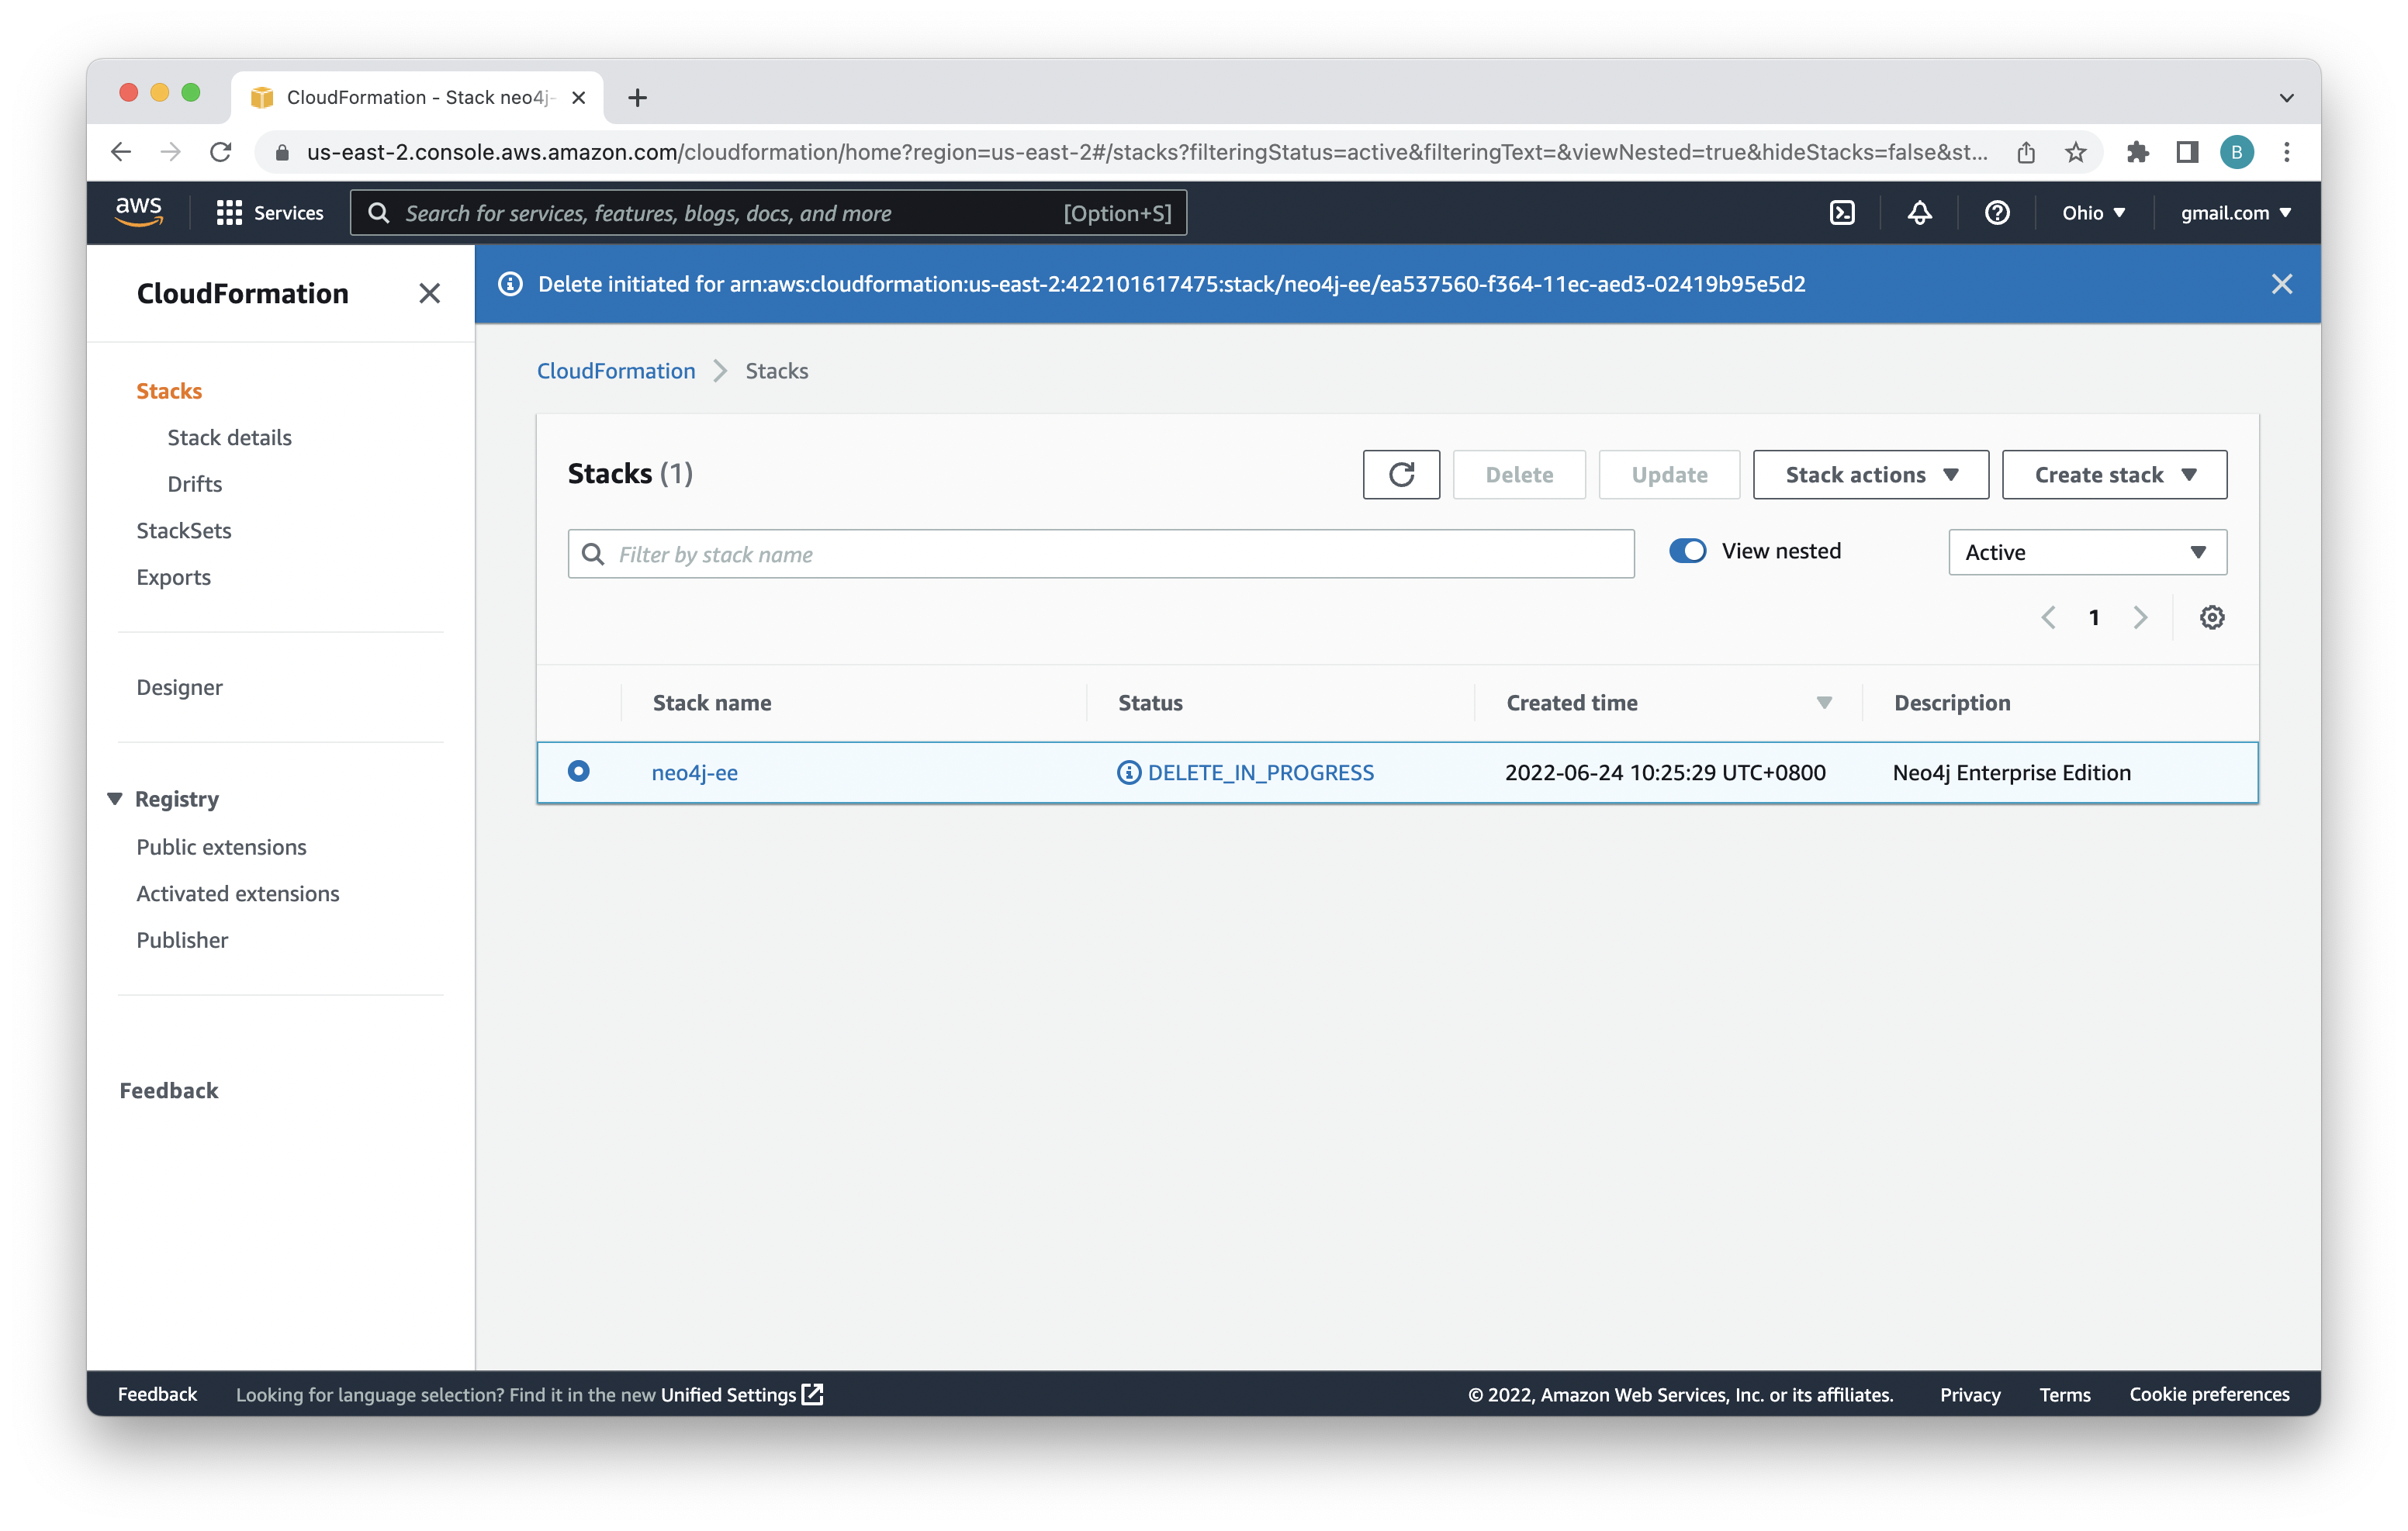 CloudFormation - Stack neo4j-
us-east-2.console.aws.amazon.com/cloudformation/home?region=us-east-2#/stacks?filteringStatus=active&filteringText=&viewNested=true&hideStacks=false&st...
B
aws
Services
Search for services, features, blogs, docs, and more
[Option+S]
Ohio
gmail.com
CloudFormation
Stacks
Stack details
Drifts
StackSets
Exports
Designer
Registry
Public extensions
Activated extensions
Publisher
Feedback
Delete initiated for arn:aws:cloudformation:us-east-2:422101617475:stack/neo4j-ee/ea537560-f364-11ec-aed3-02419b95e5d2
CloudFormation
Stacks
Stacks (1)
Delete
Update
Stack actions
Create stack
Filter by stack name
View nested
Active
1
Stack name
Status
Created time
Description
neo4j-ee
DELETE_IN_PROGRESS
2022-06-24 10:25:29 UTC+0800
Neo4j Enterprise Edition
Feedback
Looking for language selection? Find it in the new Unified Settings
© 2022, Amazon Web Services, Inc. or its affiliates.
Privacy
Terms
Cookie preferences